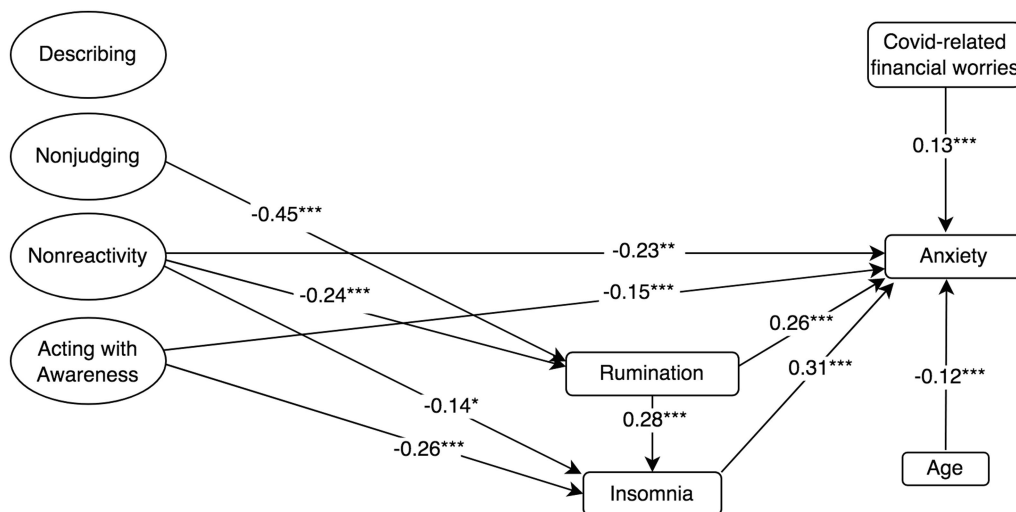 Describing
Covid-related
financial worries
Nonjudging
0.13***
-0.45***
Nonreactivity
-0.23**
Anxiety
-0.24***
-0.15***
0.26***
Acting with
Awareness
Rumination
0.31***
-0.12***
-0.14*
0.28***
-0.26***
Age
Insomnia